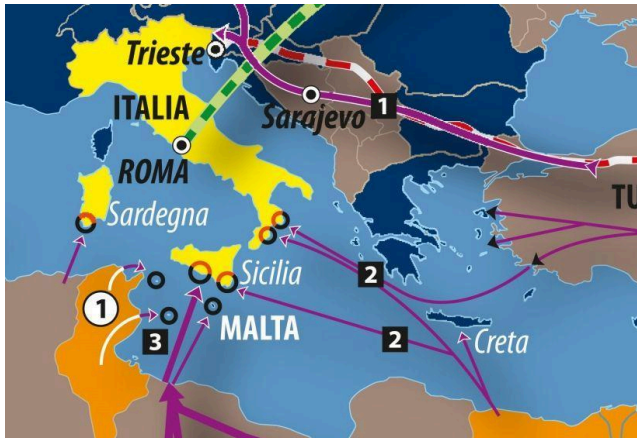 Trieste
ITALIA
Sarajevo
1
ROMA
TU
Sardegna
Sicilia
2
1
MALTA
3
2
Creta